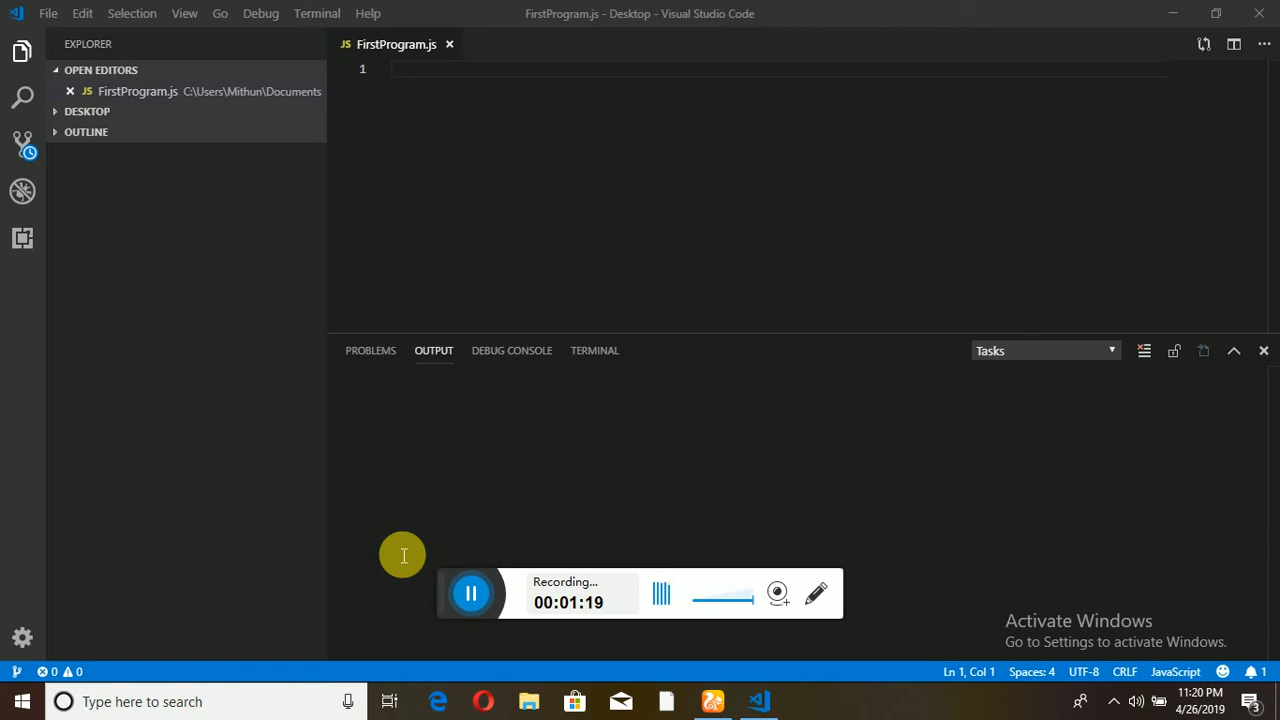 File Edit Selection View Go Debug Terminal Help FirstProgram.js - Desktop - Visual Studio Code
EXPLORER
JS FirstProgram.js
OPEN EDITORS
JS FirstProgram.js C:\Users\Mithun\Documents
1
DESKTOP
OUTLINE
PROBLEMS OUTPUT DEBUG CONSOLE TERMINAL Tasks
Recording...
00:01:19
Activate Windows
Go to Settings to activate Windows.
0 0 Ln 1, Col 1 Spaces: 4 UTF-8 CRLF JavaScript 1
Type here to search
11:20 PM
4/26/2019
3